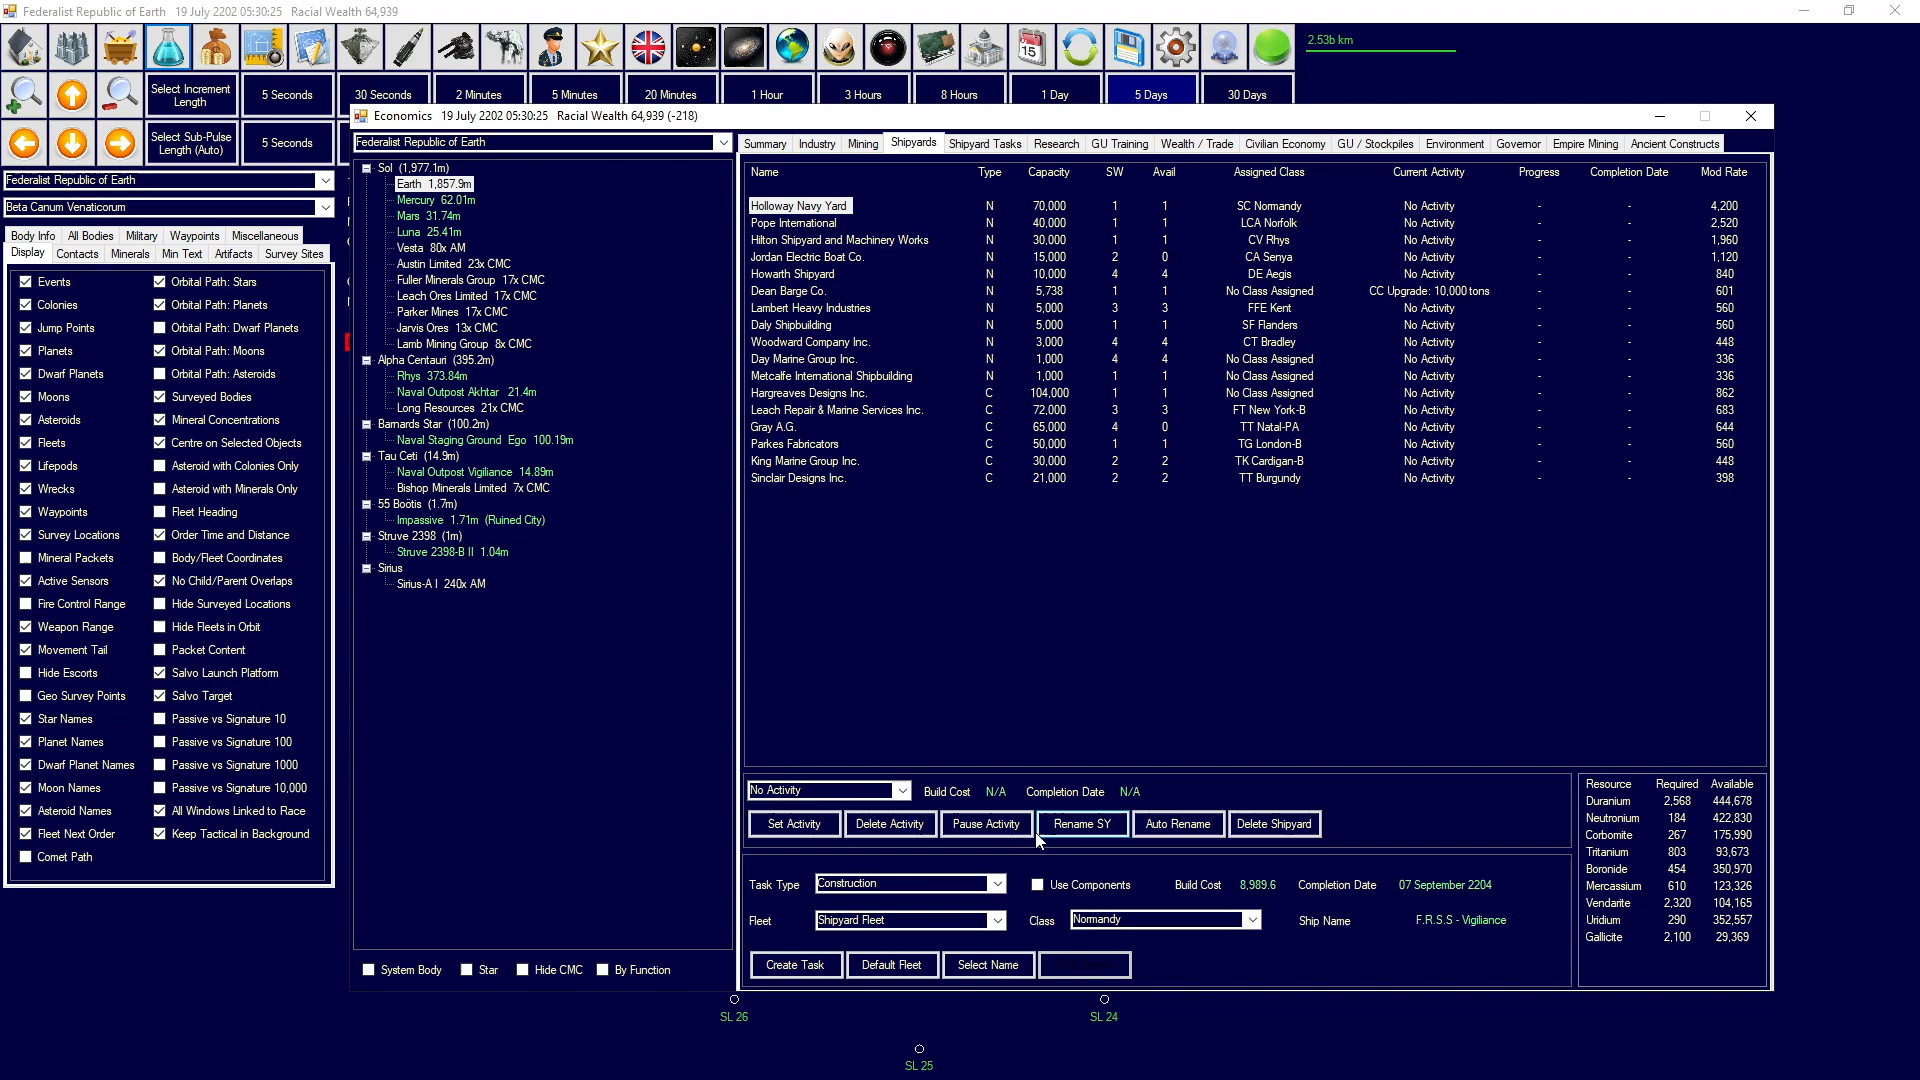 Federalist Republic of Earth   19 July 2202 05:30:25   Racial Wealth 64,939
2.53b km
Select Increment Length
5 Seconds
30 Seconds
2 Minutes
5 Minutes
20 Minutes
1 Hour
3 Hours
8 Hours
1 Day
5 Days
30 Days
Select Sub-Pulse Length (Auto)
5 Seconds
Federalist Republic of Earth
Beta Canum Venaticorum
Body Info  All Bodies  Military  Waypoints  Miscellaneous
Display  Contacts  Minerals  Min Text  Artifacts  Survey Sites
Events  Orbital Path: Stars
Colonies  Orbital Path: Planets
Jump Points  Orbital Path: Dwarf Planets
Planets  Orbital Path: Moons
Dwarf Planets  Orbital Path: Asteroids
Moons  Surveyed Bodies
Asteroids  Mineral Concentrations
Fleets  Centre on Selected Objects
Lifepods  Asteroid with Colonies Only
Wrecks  Asteroid with Minerals Only
Waypoints  Fleet Heading
Survey Locations  Order Time and Distance
Mineral Packets  Body/Fleet Coordinates
Active Sensors  No Child/Parent Overlaps
Fire Control Range  Hide Surveyed Locations
Weapon Range  Hide Fleets in Orbit
Movement Tail  Packet Content
Hide Escorts  Salvo Launch Platform
Geo Survey Points  Salvo Target
Star Names  Passive vs Signature 10
Planet Names  Passive vs Signature 100
Dwarf Planet Names  Passive vs Signature 1000
Moon Names  Passive vs Signature 10,000
Asteroid Names  All Windows Linked to Race
Fleet Next Order  Keep Tactical in Background
Comet Path
Economics   19 July 2202 05:30:25   Racial Wealth 64,939 (-218)
Federalist Republic of Earth
Sol  (1,977.1m)
Earth  1,857.9m
Mercury  62.01m
Mars  31.74m
Luna  25.41m
Vesta  80x AM
Austin Limited  23x CMC
Fuller Minerals Group  17x CMC
Leach Ores Limited  17x CMC
Parker Mines  17x CMC
Jarvis Ores  13x CMC
Lamb Mining Group  8x CMC
Alpha Centauri  (395.2m)
Rhys  373.84m
Naval Outpost Akhtar  21.4m
Long Resources  21x CMC
Barnards Star  (100.2m)
Naval Staging Ground  Ego  100.19m
Tau Ceti  (14.9m)
Naval Outpost Vigiliance  14.89m
Bishop Minerals Limited  7x CMC
55 Boötis  (1.7m)
Impassive  1.71m  (Ruined City)
Struve 2398  (1m)
Struve 2398-B II  1.04m
Sirius
Sirius-A I  240x AM
System Body  Star  Hide CMC  By Function
Summary  Industry  Mining  Shipyards  Shipyard Tasks  Research  GU Training  Wealth / Trade  Civilian Economy  GU / Stockpiles  Environment  Governor  Empire Mining  Ancient Constructs
Name  Type  Capacity  SW  Avail  Assigned Class  Current Activity  Progress  Completion Date  Mod Rate
Holloway Navy Yard  N  70,000  1  1  SC Normandy  No Activity  -  -  4,200
Pope International  N  40,000  1  1  LCA Norfolk  No Activity  -  -  2,520
Hilton Shipyard and Machinery Works  N  30,000  1  1  CV Rhys  No Activity  -  -  1,960
Jordan Electric Boat Co.  N  15,000  2  0  CA Senya  No Activity  -  -  1,120
Howarth Shipyard  N  10,000  4  4  DE Aegis  No Activity  -  -  840
Dean Barge Co.  N  5,738  1  1  No Class Assigned  CC Upgrade: 10,000 tons  -  -  601
Lambert Heavy Industries  N  5,000  3  3  FFE Kent  No Activity  -  -  560
Daly Shipbuilding  N  5,000  1  1  SF Flanders  No Activity  -  -  560
Woodward Company Inc.  N  3,000  4  4  CT Bradley  No Activity  -  -  448
Day Marine Group Inc.  N  1,000  4  4  No Class Assigned  No Activity  -  -  336
Metcalfe International Shipbuilding  N  1,000  1  1  No Class Assigned  No Activity  -  -  336
Hargreaves Designs Inc.  C  104,000  1  1  No Class Assigned  No Activity  -  -  862
Leach Repair & Marine Services Inc.  C  72,000  3  3  FT New York-B  No Activity  -  -  683
Gray A.G.  C  65,000  4  0  TT Natal-PA  No Activity  -  -  644
Parkes Fabricators  C  50,000  1  1  TG London-B  No Activity  -  -  560
King Marine Group Inc.  C  30,000  2  2  TK Cardigan-B  No Activity  -  -  448
Sinclair Designs Inc.  C  21,000  2  2  TT Burgundy  No Activity  -  -  398
No Activity  Build Cost  N/A  Completion Date  N/A
Set Activity  Delete Activity  Pause Activity  Rename SY  Auto Rename  Delete Shipyard
Task Type  Construction  Use Components  Build Cost  8,989.6  Completion Date  07 September 2204
Fleet  Shipyard Fleet  Class  Normandy  Ship Name  F.R.S.S - Vigiliance
Create Task  Default Fleet  Select Name
Resource  Required  Available
Duranium  2,568  444,678
Neutronium  184  422,830
Corbomite  267  175,990
Tritanium  803  93,673
Boronide  454  350,970
Mercassium  610  123,326
Vendarite  2,320  104,165
Uridium  290  352,557
Gallicite  2,100  29,369
SL 26
SL 24
SL 25